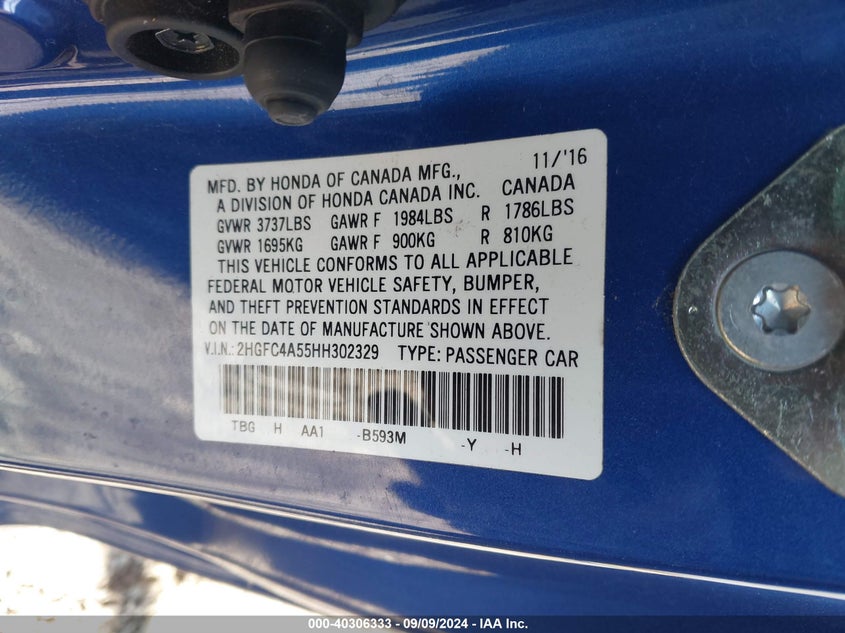 11/'16
MFD. BY HONDA OF CANADA MFG.,
A DIVISION OF HONDA CANADA INC. CANADA
GVWR 3737LBS GAWR F 1984LBS R 1786LBS
GVWR 1695KG GAWR F 900KG R 810KG
THIS VEHICLE CONFORMS TO ALL APPLICABLE
FEDERAL MOTOR VEHICLE SAFETY, BUMPER,
AND THEFT PREVENTION STANDARDS IN EFFECT
ON THE DATE OF MANUFACTURE SHOWN ABOVE.
V.I.N.: 2HGFC4A55HH302329 TYPE: PASSENGER CAR
TBG H AA1 -B593M -Y -H
000-40306333 - 09/09/2024 - IAA Inc.